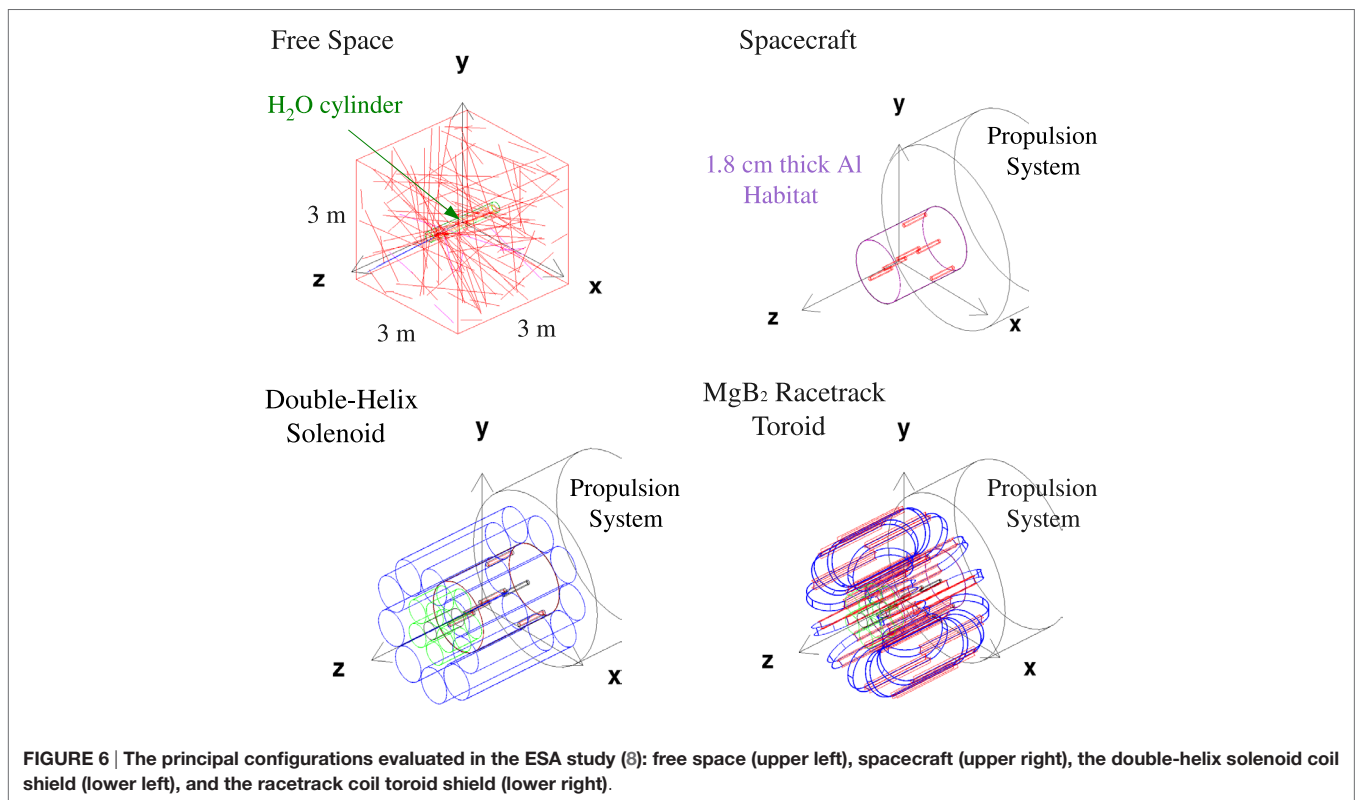 Free Space
y
H₂O cylinder
3 m
z
x
3 m
3 m
Spacecraft
y
Propulsion
System
1.8 cm thick Al
Habitat
z
x
Double-Helix
Solenoid
y
Propulsion
System
z
x
MgB₂ Racetrack
Toroid
y
Propulsion
System
z
x
FIGURE 6 | The principal configurations evaluated in the ESA study (8): free space (upper left), spacecraft (upper right), the double-helix solenoid coil
shield (lower left), and the racetrack coil toroid shield (lower right).